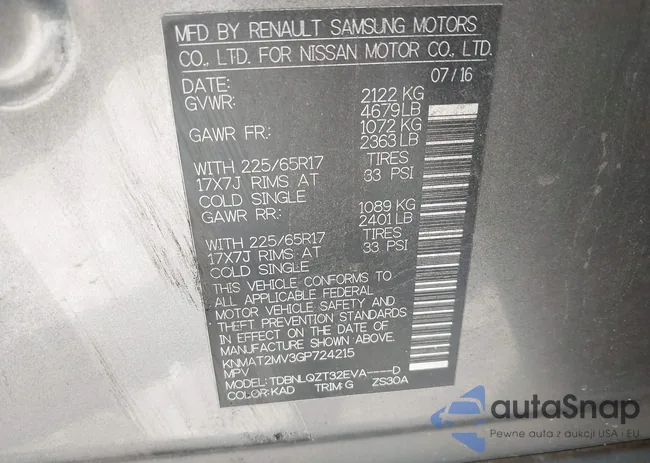 MFD BY RENAULT SAMSUNG MOTORS
CO., LTD. FOR NISSAN MOTOR CO., LTD.
DATE: 07/16
GVWR: 2122 KG
4679 LB
GAWR FR: 1072 KG
2363 LB
WITH 225/65R17 TIRES
17X7J RIMS AT 33 PSI
COLD SINGLE
GAWR RR: 1089 KG
2401 LB
WITH 225/65R17 TIRES
17X7J RIMS AT 33 PSI
COLD SINGLE
THIS VEHICLE CONFORMS TO
ALL APPLICABLE FEDERAL
MOTOR VEHICLE SAFETY AND
THEFT PREVENTION STANDARDS
IN EFFECT ON THE DATE OF
MANUFACTURE SHOWN ABOVE.
KNMAT2MV3GP724215
MPV
MODEL: TDBNLQZT32EVA----D
COLOR: KAD TRIM: G ZS30A
autaSnap
Pewne auta z aukcji USA i EU